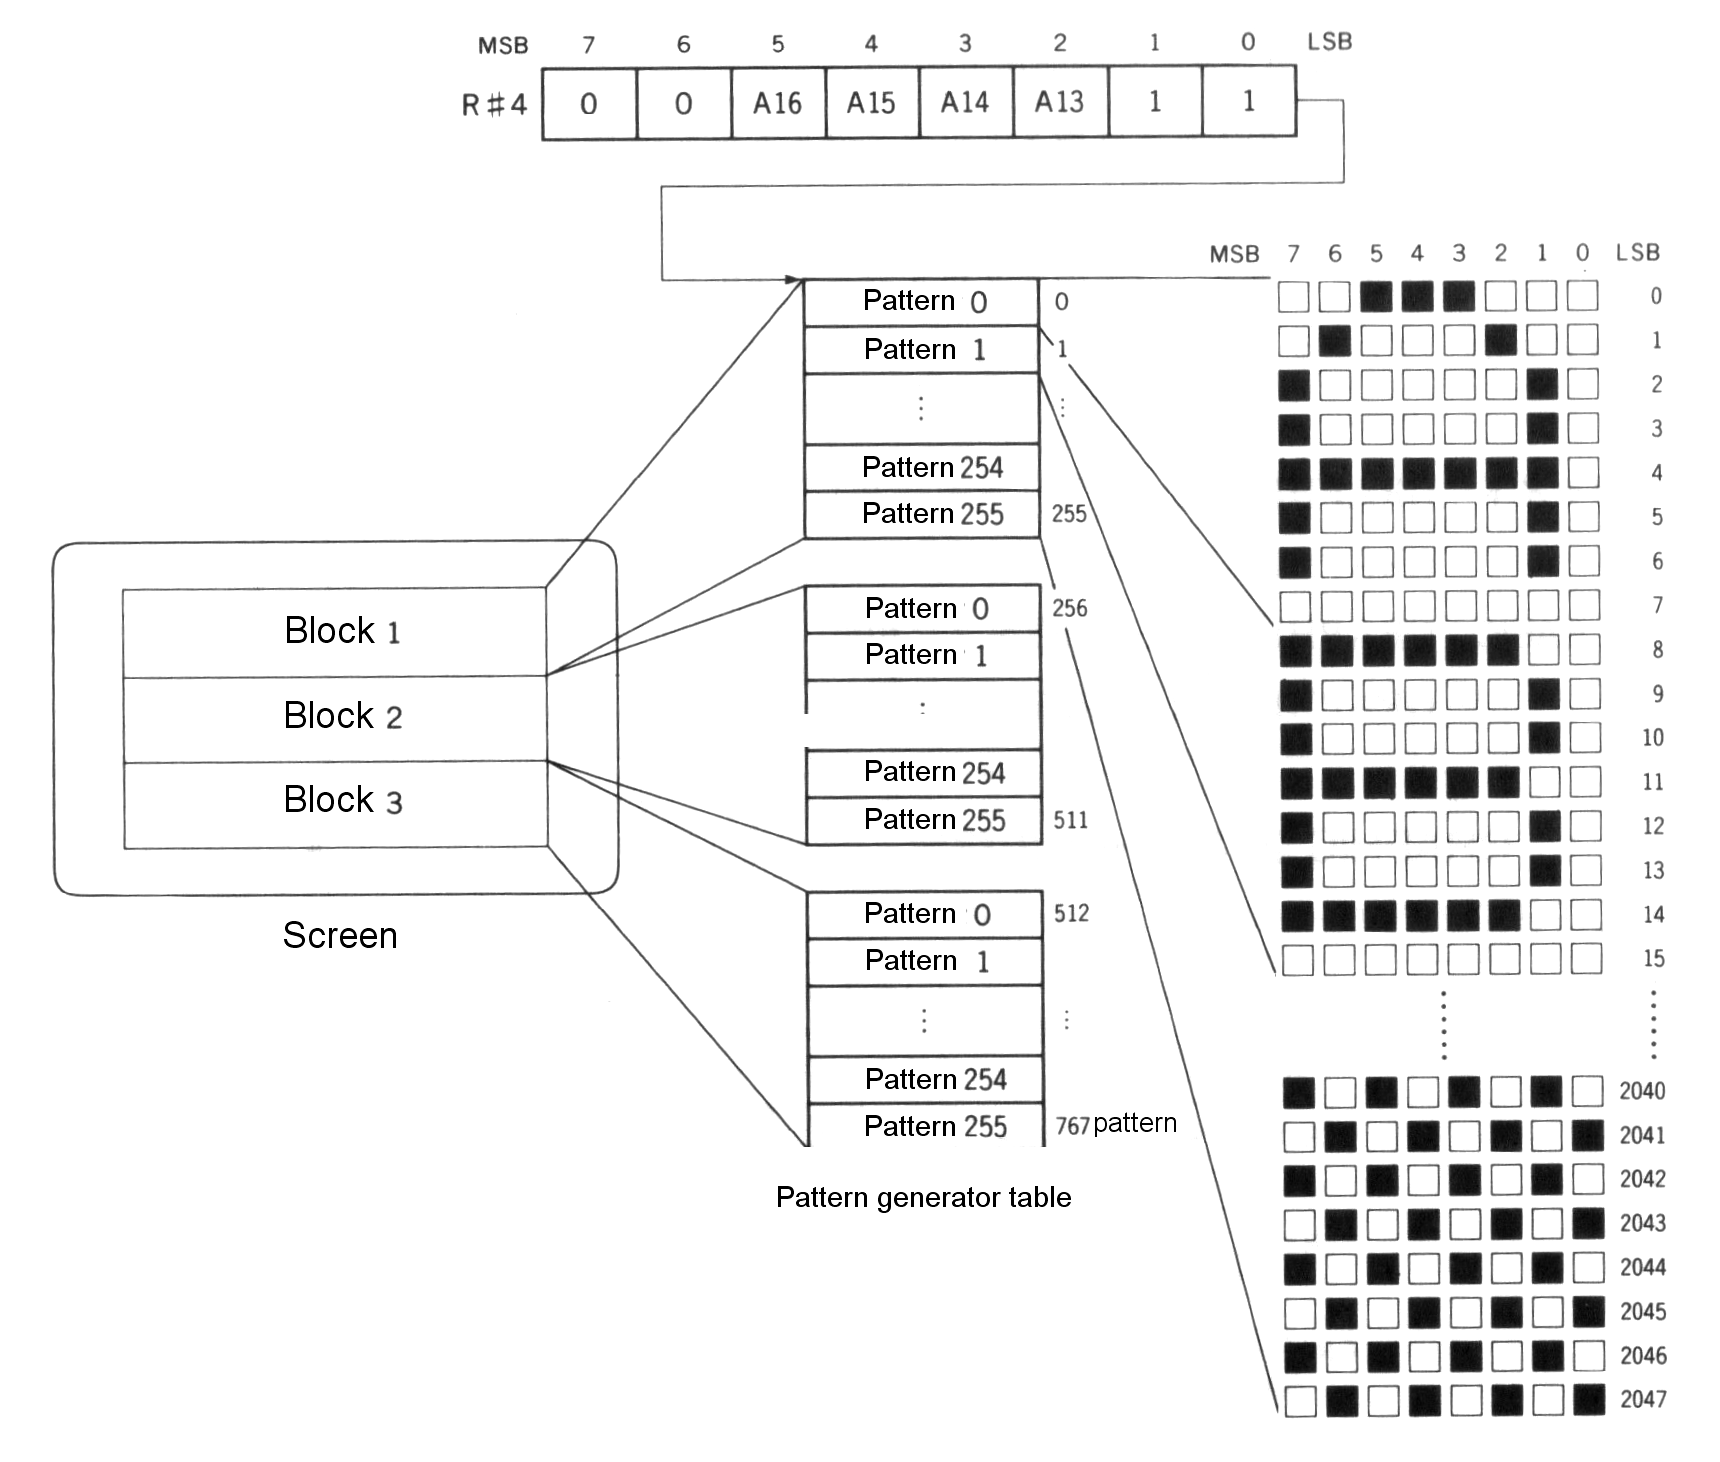 MSB 7 6 5 4 3 2 1 0 LSB
R#4 0 0 A16 A15 A14 A13 1 1
MSB 7 6 5 4 3 2 1 0 LSB
Pattern 0 0
Pattern 1 1
⋮ ⋮
Pattern 254
Pattern 255 255
Pattern 0 256
Pattern 1
:
Pattern 254
Pattern 255 511
Pattern 0 512
Pattern 1
⋮ ⋮
Pattern 254
Pattern 255 767 pattern
Pattern generator table
Block 1
Block 2
Block 3
Screen
0
1
2
3
4
5
6
7
8
9
10
11
12
13
14
15
2040
2041
2042
2043
2044
2045
2046
2047